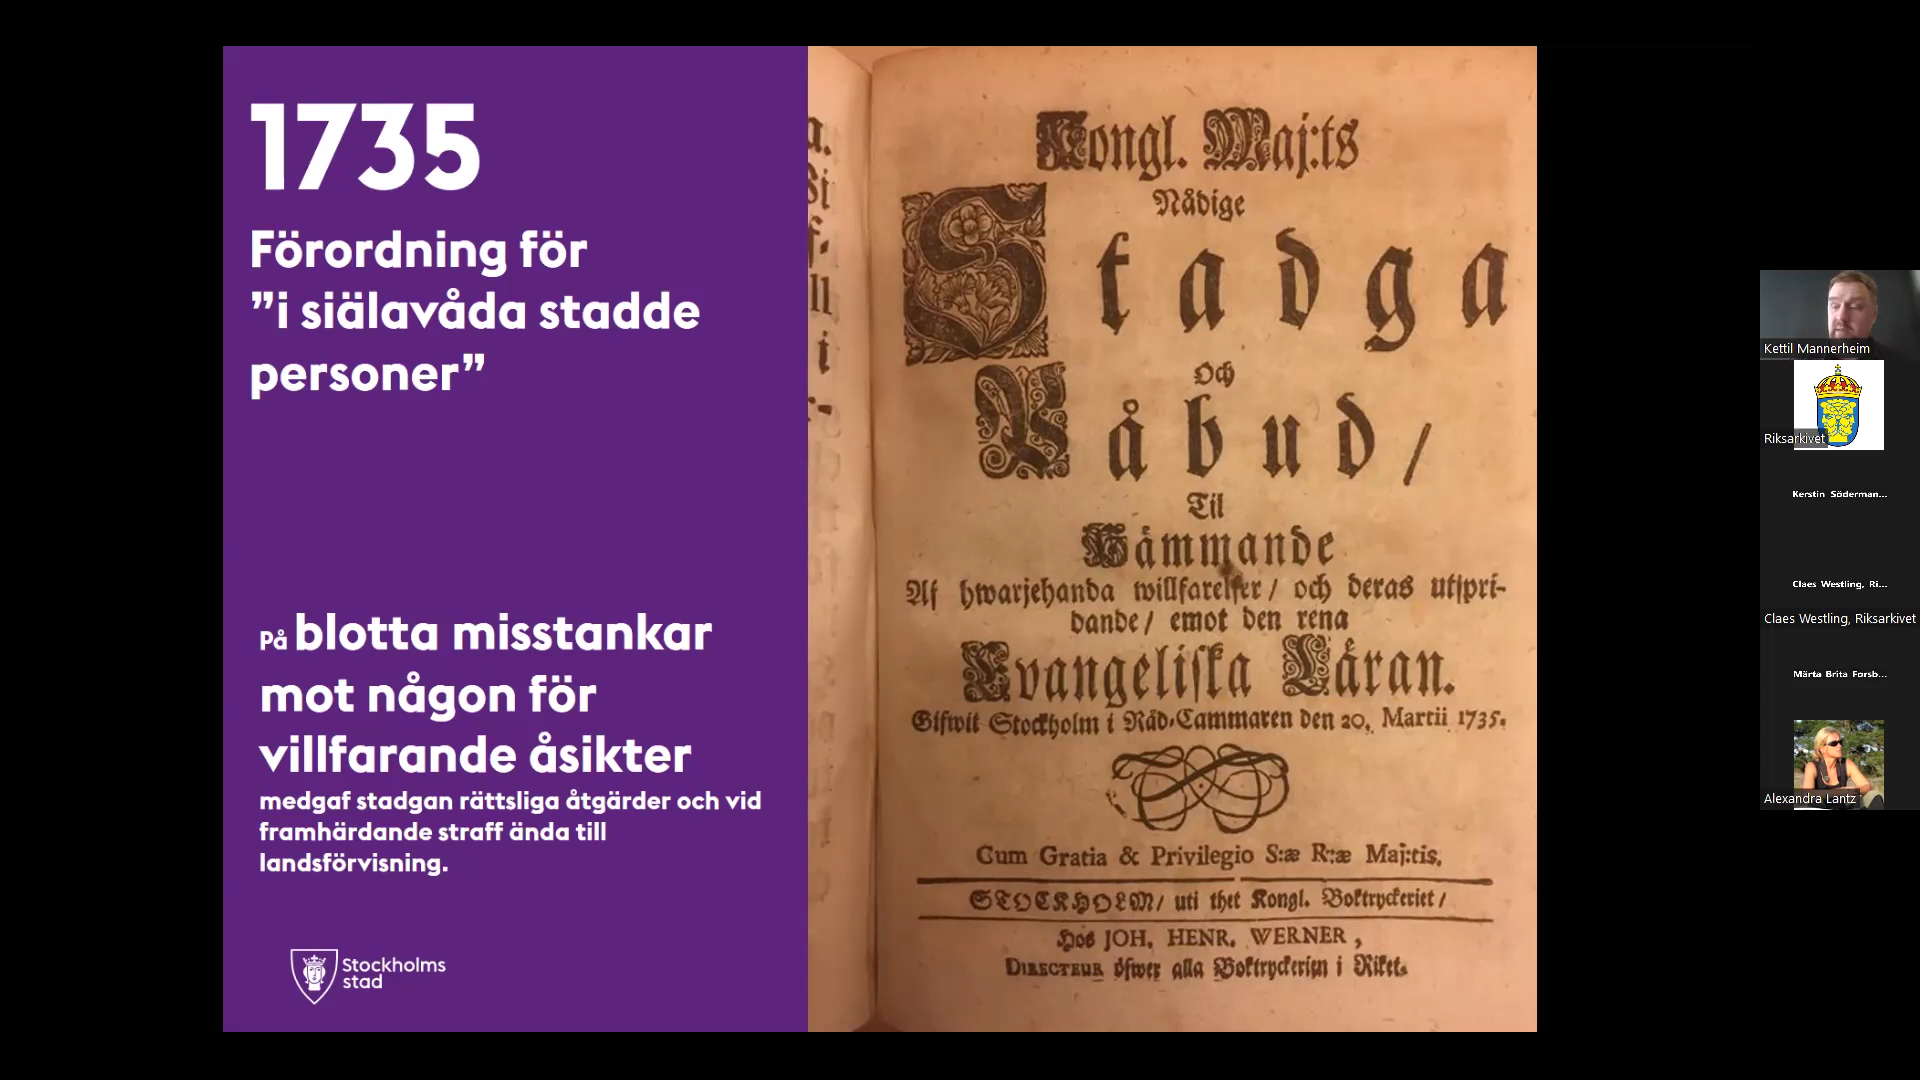 1735
Förordning för
”i siälavåda stadde
personer”
På blotta misstankar
mot någon för
villfarande åsikter
medgaf stadgan rättsliga åtgärder och vid
framhärdande straff ända till
landsförvisning.
Stockholms
stad
Kongl. Maj:ts
Nådige
Stadga
Och
Påbud/
Til
Hämmande
Af hwarjehanda willfarelser/ och deras utspri-
dande/ emot den rena
Evangeliska Läran.
Gifwit Stockholm i Råd-Cammaren den 20, Martii 1735.
Cum Gratia & Privilegio S:æ R:æ Maj:tis.
STOCKHOLM/ uti thet Kongl. Boktryckeriet/
Hos JOH. HENR. WERNER,
DIRECTEUR öfwer alla Boktryckerien i Riket.
Kettil Mannerheim
Riksarkivet
Kerstin Söderman...
Claes Westling, Ri...
Claes Westling, Riksarkivet
Märta Brita Forsb...
Alexandra Lantz